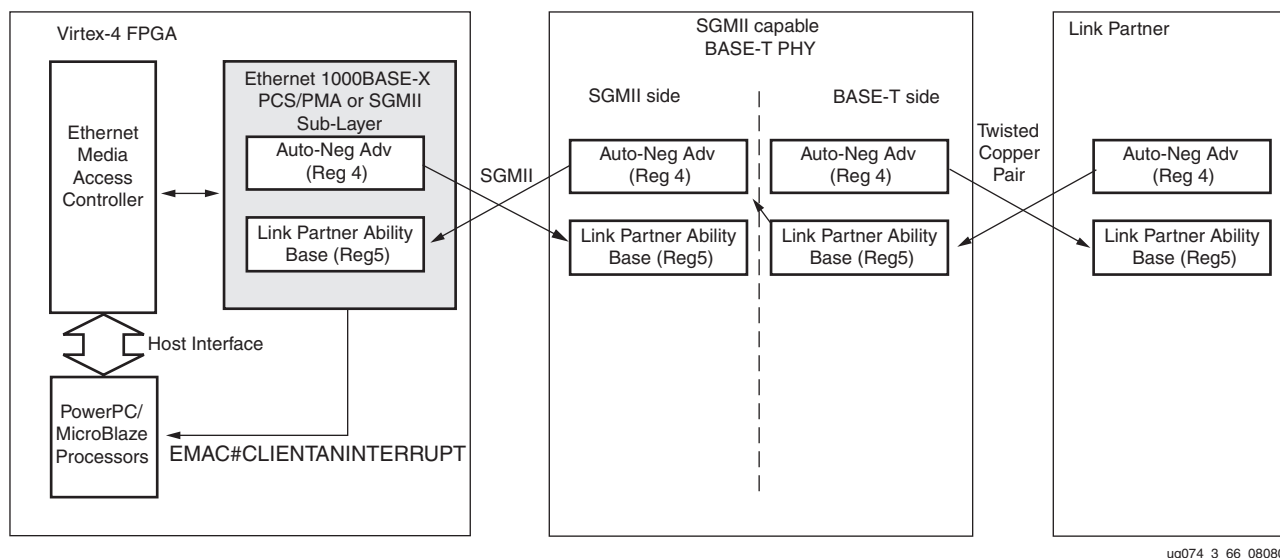 Virtex-4 FPGA
Ethernet
Media
Access
Controller
Ethernet 1000BASE-X
PCS/PMA or SGMII
Sub-Layer
Auto-Neg Adv
(Reg 4)
Link Partner Ability
Base (Reg5)
Host Interface
PowerPC/
MicroBlaze
Processors
EMAC#CLIENTANINTERRUPT
SGMII
SGMII capable
BASE-T PHY
SGMII side
Auto-Neg Adv
(Reg 4)
Link Partner Ability
Base (Reg5)
BASE-T side
Auto-Neg Adv
(Reg 4)
Link Partner Ability
Base (Reg5)
Twisted
Copper
Pair
Link Partner
Auto-Neg Adv
(Reg 4)
Link Partner Ability
Base (Reg5)